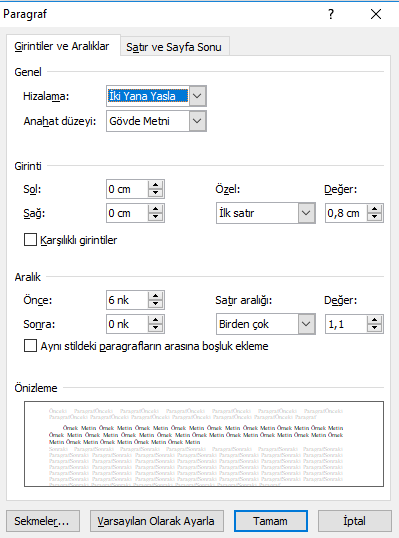 Paragraf ? ×
Girintiler ve Aralıklar Satır ve Sayfa Sonu
Genel
Hizalama: İki Yana Yasla
Anahat düzeyi: Gövde Metni
Girinti
Sol: 0 cm Özel: Değer:
Sağ: 0 cm İlk satır 0,8 cm
Karşılıklı girintiler
Aralık
Önce: 6 nk Satır aralığı: Değer:
Sonra: 0 nk Birden çok 1,1
Aynı stildeki paragrafların arasına boşluk ekleme
Önizleme
Örnek Metin Örnek Metin Örnek Metin Örnek Metin Örnek Metin Örnek Metin Örnek Metin
Sekmeler... Varsayılan Olarak Ayarla Tamam İptal